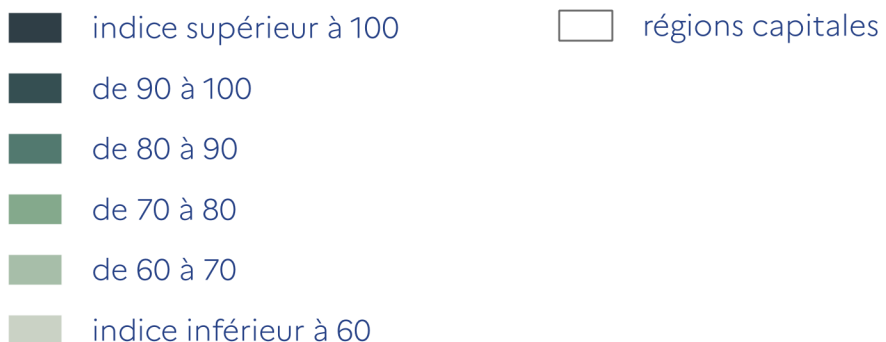 indice supérieur à 100
de 90 à 100
de 80 à 90
de 70 à 80
de 60 à 70
indice inférieur à 60
régions capitales